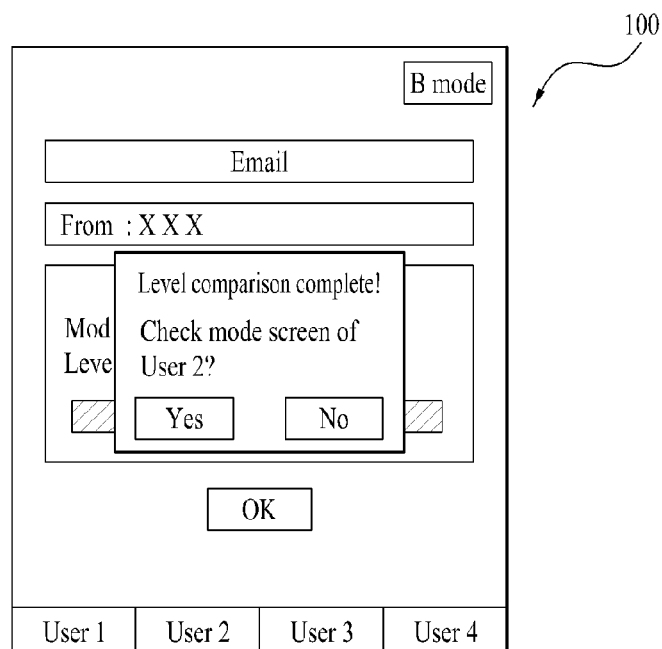 100
B mode
Email
From : X X X
Level comparison complete!
Mod
Check mode screen of
Leve
User 2?
Yes
No
OK
User 1
User 2
User 3
User 4